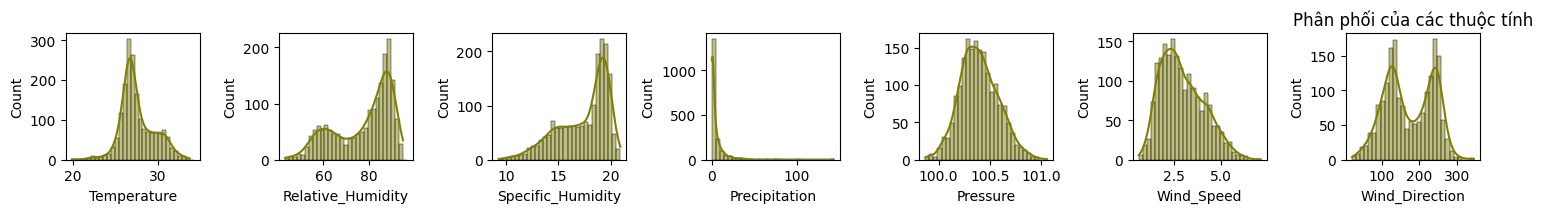 Phân phối của các thuộc tính
Count
300
200
100
0
20
30
Temperature
Count
200
100
0
60
80
Relative_Humidity
Count
200
100
0
10
15
20
Specific_Humidity
Count
1000
500
0
0
100
Precipitation
Count
150
100
50
0
100.0
100.5
101.0
Pressure
Count
150
100
50
0
2.5
5.0
Wind_Speed
Count
150
100
50
0
100
200
300
Wind_Direction